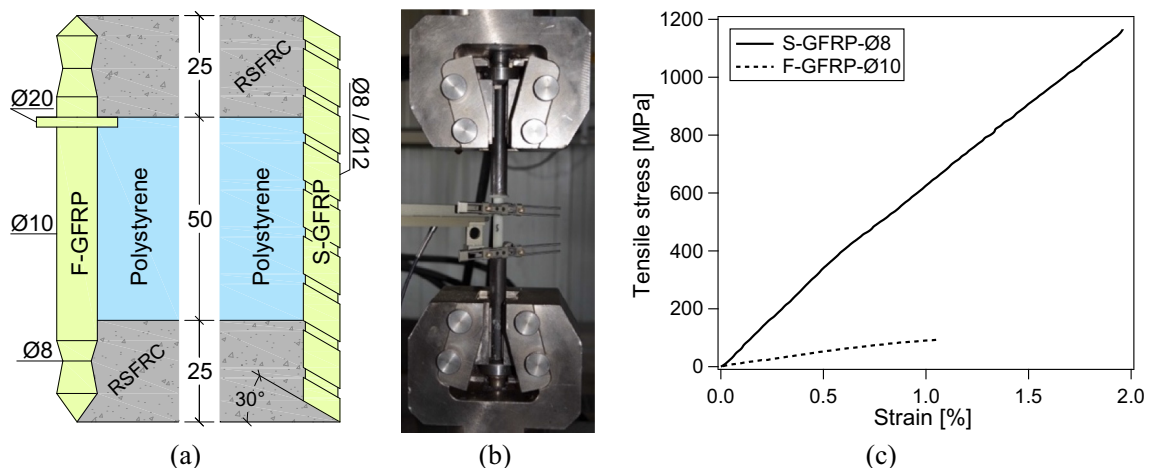 25
RSFRC
Ø20
Ø8 / Ø12
F-GFRP
Polystyrene
50
Polystyrene
S-GFRP
Ø10
Ø8
RSFRC
25
30°
(a)
(b)
1200
1000
800
600
400
200
0
Tensile stress [MPa]
S-GFRP-Ø8
F-GFRP-Ø10
0.0 0.5 1.0 1.5 2.0
Strain [%]
(c)